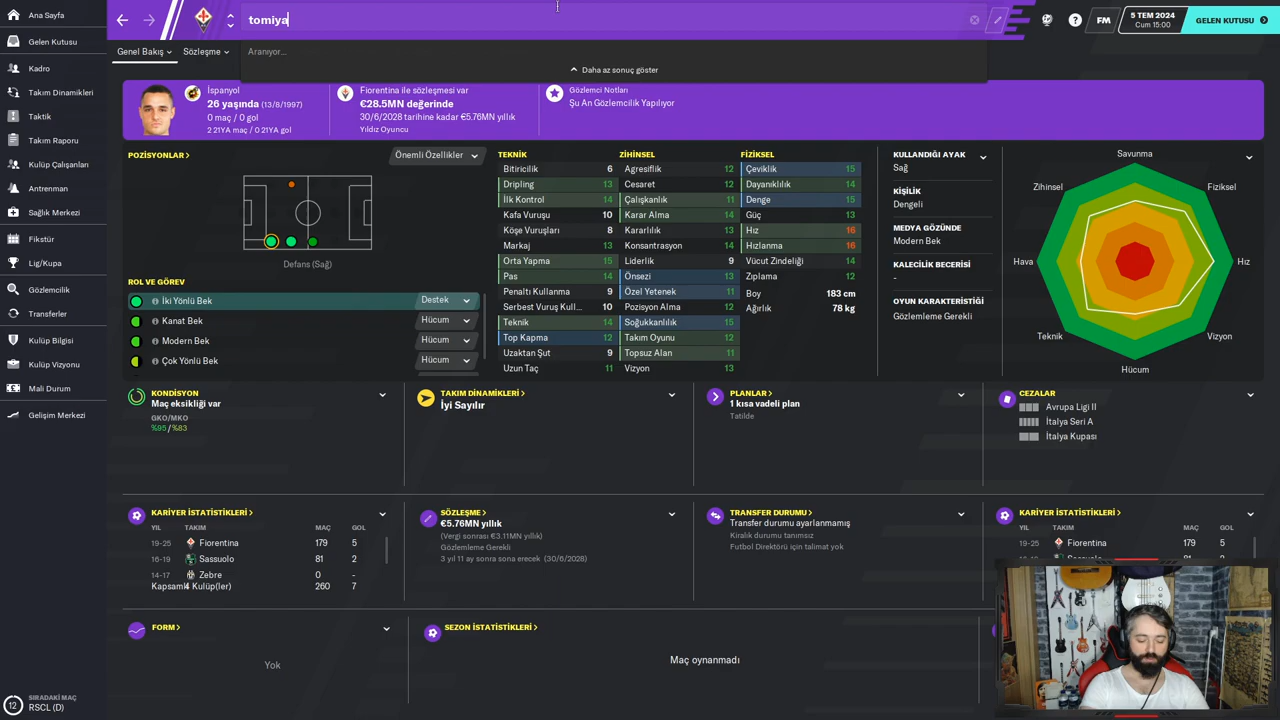 Ana Sayfa
Gelen Kutusu
Kadro
Takım Dinamikleri
Taktik
Takım Raporu
Kulüp Çalışanları
Antrenman
Sağlık Merkezi
Fikstür
Lig/Kupa
Gözlemcilik
Transferler
Kulüp Bilgisi
Kulüp Vizyonu
Mali Durum
Gelişim Merkezi
12
SIRADAKİ MAÇ
RSCL (D)
tomiya
?
FM
5 TEM 2024
Cum 15:00
GELEN KUTUSU
Genel Bakış
Sözleşme
Aranıyor...
Daha az sonuç göster
İspanyol
26 yaşında (13/8/1997)
0 maç / 0 gol
2 21YA maç / 0 21YA gol
Fiorentina ile sözleşmesi var
€28.5MN değerinde
30/6/2028 tarihine kadar €5.76MN yıllık
Yıldız Oyuncu
Gözlemci Notları
Şu An Gözlemcilik Yapılıyor
POZİSYONLAR
Önemli Özellikler
Defans (Sağ)
ROL VE GÖREV
İki Yönlü Bek Destek
Kanat Bek Hücum
Modern Bek Hücum
Çok Yönlü Bek Hücum
TEKNİK
Bitiricilik 6
Dripling 13
İlk Kontrol 14
Kafa Vuruşu 10
Köşe Vuruşları 8
Markaj 13
Orta Yapma 15
Pas 14
Penaltı Kullanma 9
Serbest Vuruş Kull... 10
Teknik 14
Top Kapma 12
Uzaktan Şut 9
Uzun Taç 11
ZİHİNSEL
Agresiflik 12
Cesaret 12
Çalışkanlık 11
Karar Alma 14
Kararlılık 13
Konsantrasyon 14
Liderlik 9
Önsezi 13
Özel Yetenek 11
Pozisyon Alma 12
Soğukkanlılık 15
Takım Oyunu 12
Topsuz Alan 11
Vizyon 13
FİZİKSEL
Çeviklik 15
Dayanıklılık 14
Denge 15
Güç 13
Hız 16
Hızlanma 16
Vücut Zindeliği 14
Zıplama 12
Boy 183 cm
Ağırlık 78 kg
KULLANDIĞI AYAK
Sağ
KİŞİLİK
Dengeli
MEDYA GÖZÜNDE
Modern Bek
KALECİLİK BECERİSİ
-
OYUN KARAKTERİSTİĞİ
Gözlemleme Gerekli
Savunma
Zihinsel
Fiziksel
Hava
Hız
Teknik
Vizyon
Hücum
KONDİSYON
Maç eksikliği var
GKO/MKO
%95/%83
TAKIM DİNAMİKLERİ
İyi Sayılır
PLANLAR
1 kısa vadeli plan
Tatilde
CEZALAR
Avrupa Ligi II
İtalya Seri A
İtalya Kupası
KARİYER İSTATİSTİKLERİ
YIL TAKIM MAÇ GOL
19-25 Fiorentina 179 5
16-19 Sassuolo 81 2
14-17 Zebre 0 -
SÖZLEŞME
€5.76MN yıllık
(Vergi sonrası €3.11MN yıllık)
Gözlemleme Gerekli
3 yıl 11 ay sonra sona erecek (30/6/2028)
TRANSFER DURUMU
Transfer durumu ayarlanmamış
Kiralık durumu tanımsız
Futbol Direktörü için talimat yok
KARİYER İSTATİSTİKLERİ
YIL TAKIM MAÇ GOL
19-25 Fiorentina 179 5
FORM
Yok
SEZON İSTATİSTİKLERİ
Maç oynanmadı